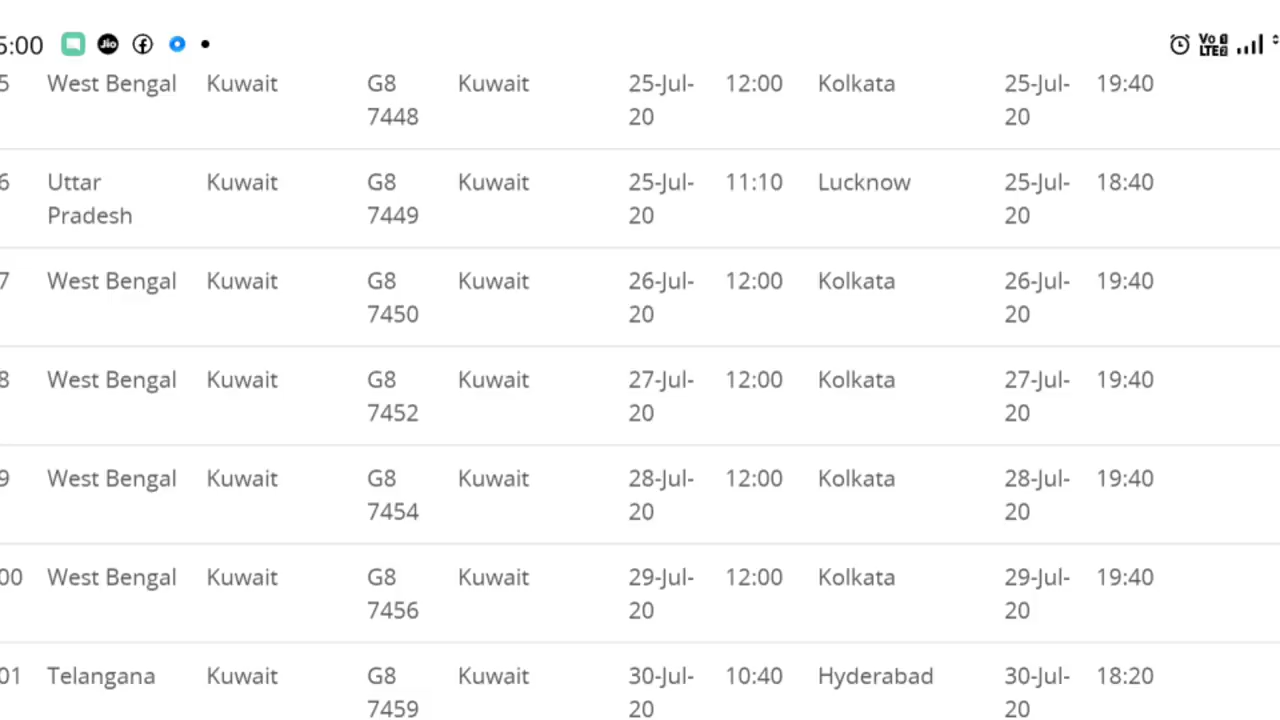 5:00 Jio Vo LTE2
5 West Bengal Kuwait G8 Kuwait 25-Jul- 12:00 Kolkata 25-Jul- 19:40
7448 20 20
6 Uttar Kuwait G8 Kuwait 25-Jul- 11:10 Lucknow 25-Jul- 18:40
Pradesh 7449 20 20
7 West Bengal Kuwait G8 Kuwait 26-Jul- 12:00 Kolkata 26-Jul- 19:40
7450 20 20
8 West Bengal Kuwait G8 Kuwait 27-Jul- 12:00 Kolkata 27-Jul- 19:40
7452 20 20
9 West Bengal Kuwait G8 Kuwait 28-Jul- 12:00 Kolkata 28-Jul- 19:40
7454 20 20
00 West Bengal Kuwait G8 Kuwait 29-Jul- 12:00 Kolkata 29-Jul- 19:40
7456 20 20
01 Telangana Kuwait G8 Kuwait 30-Jul- 10:40 Hyderabad 30-Jul- 18:20
7459 20 20